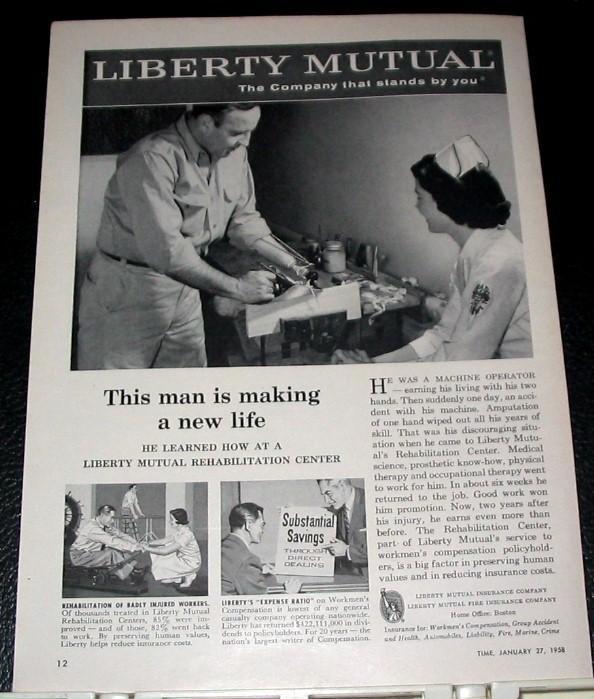 LIBERTY MUTUAL®
The Company that stands by you®
This man is making
a new life
HE LEARNED HOW AT A
LIBERTY MUTUAL REHABILITATION CENTER
REHABILITATION OF BADLY INJURED WORKERS.
Of thousands treated in Liberty Mutual
Rehabilitation Centers, 85% were im-
proved — and of those, 82% went back
to work. By preserving human values,
Liberty helps reduce insurance costs.
Substantial
Savings
THROUGH
DIRECT
DEALING
LIBERTY'S "EXPENSE RATIO" on Workmen's
Compensation is lowest of any general
casualty company operating nationwide.
Liberty has returned $422,111,000 in divi-
dends to policyholders. For 20 years — the
nation's largest writer of Compensation.
HE WAS A MACHINE OPERATOR
— earning his living with his two
hands. Then suddenly one day, an acci-
dent with his machine. Amputation
of one hand wiped out all his years of
skill. That was his discouraging situ-
ation when he came to Liberty Mutu-
al's Rehabilitation Center. Medical
science, prosthetic know-how, physical
therapy and occupational therapy went
to work for him. In about six weeks he
returned to the job. Good work won
him promotion. Now, two years after
his injury, he earns even more than
before. The Rehabilitation Center,
part of Liberty Mutual's service to
workmen's compensation policyhold-
ers, is a big factor in preserving human
values and in reducing insurance costs.
LIBERTY MUTUAL INSURANCE COMPANY
LIBERTY MUTUAL FIRE INSURANCE COMPANY
Home Office: Boston
Insurance for: Workmen's Compensation, Group Accident
and Health, Automobiles, Liability, Fire, Marine, Crime
12
TIME, JANUARY 27, 1958